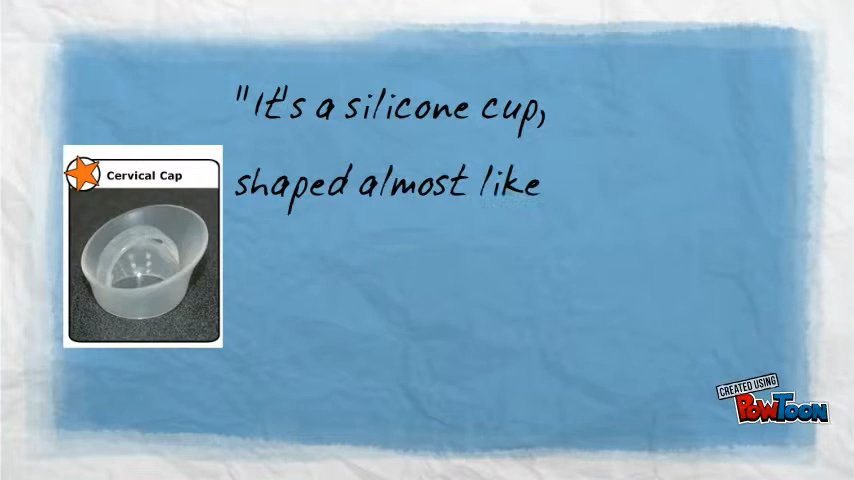 "It's a silicone cup,
shaped almost like
Cervical Cap
CREATED USING
POWTOON